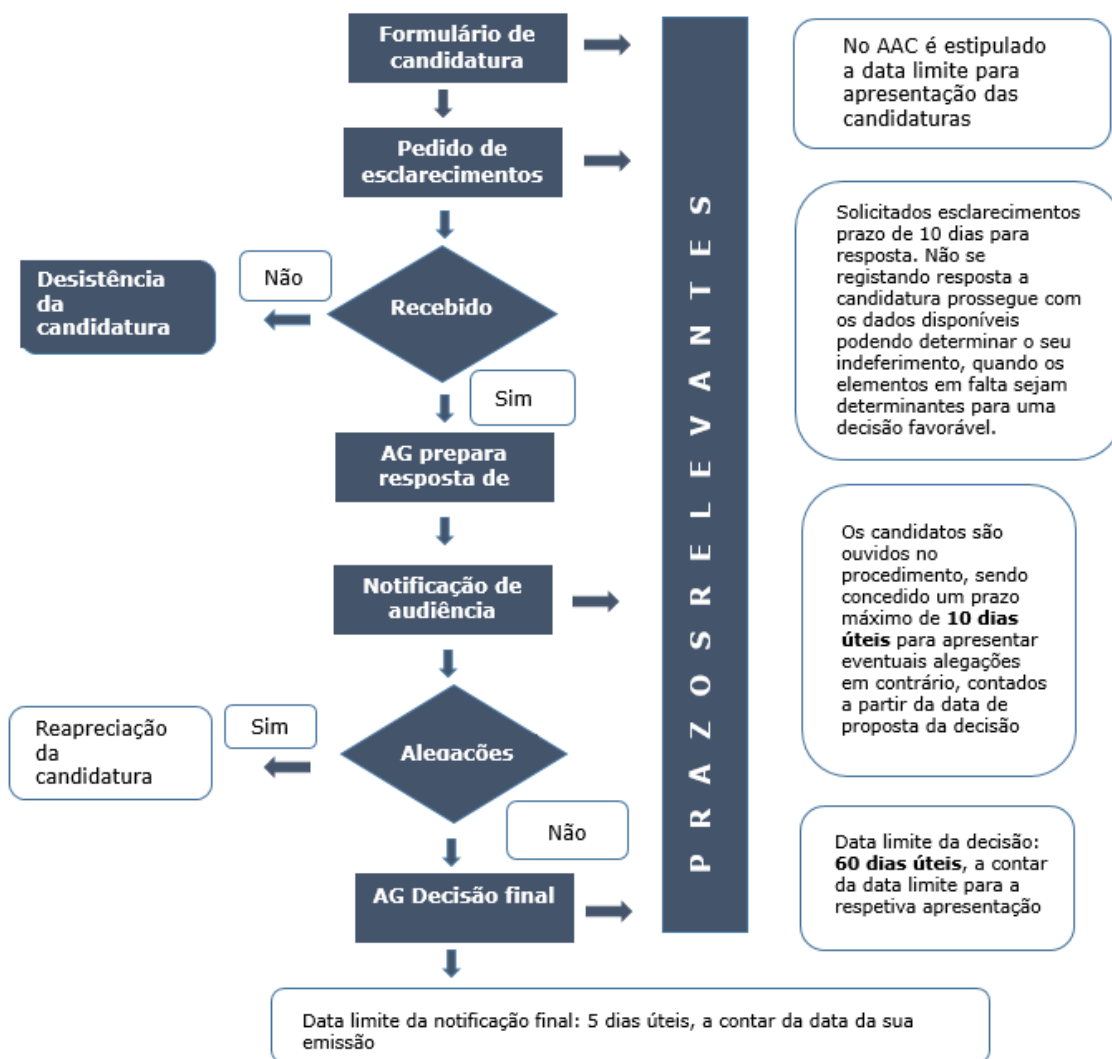 Formulário de
candidatura
No AAC é estipulado
a data limite para
apresentação das
candidaturas
Pedido de
esclarecimentos
Solicitados esclarecimentos
prazo de 10 dias para
resposta. Não se
registando resposta a
candidatura prossegue com
os dados disponíveis
podendo determinar o seu
indeferimento, quando os
elementos em falta sejam
determinantes para uma
decisão favorável.
Recebido
Não
Desistência
da
candidatura
Sim
AG prepara
resposta de
Notificação de
audiência
Os candidatos são
ouvidos no
procedimento, sendo
concedido um prazo
máximo de 10 dias
úteis para apresentar
eventuais alegações
em contrário, contados
a partir da data de
proposta da decisão
Alegações
Sim
Reapreciação
da
candidatura
Não
AG Decisão final
Data limite da decisão:
60 dias úteis, a contar
da data limite para a
respetiva apresentação
Data limite da notificação final: 5 dias úteis, a contar da data da sua
emissão
PRAZOS RELEVANTES